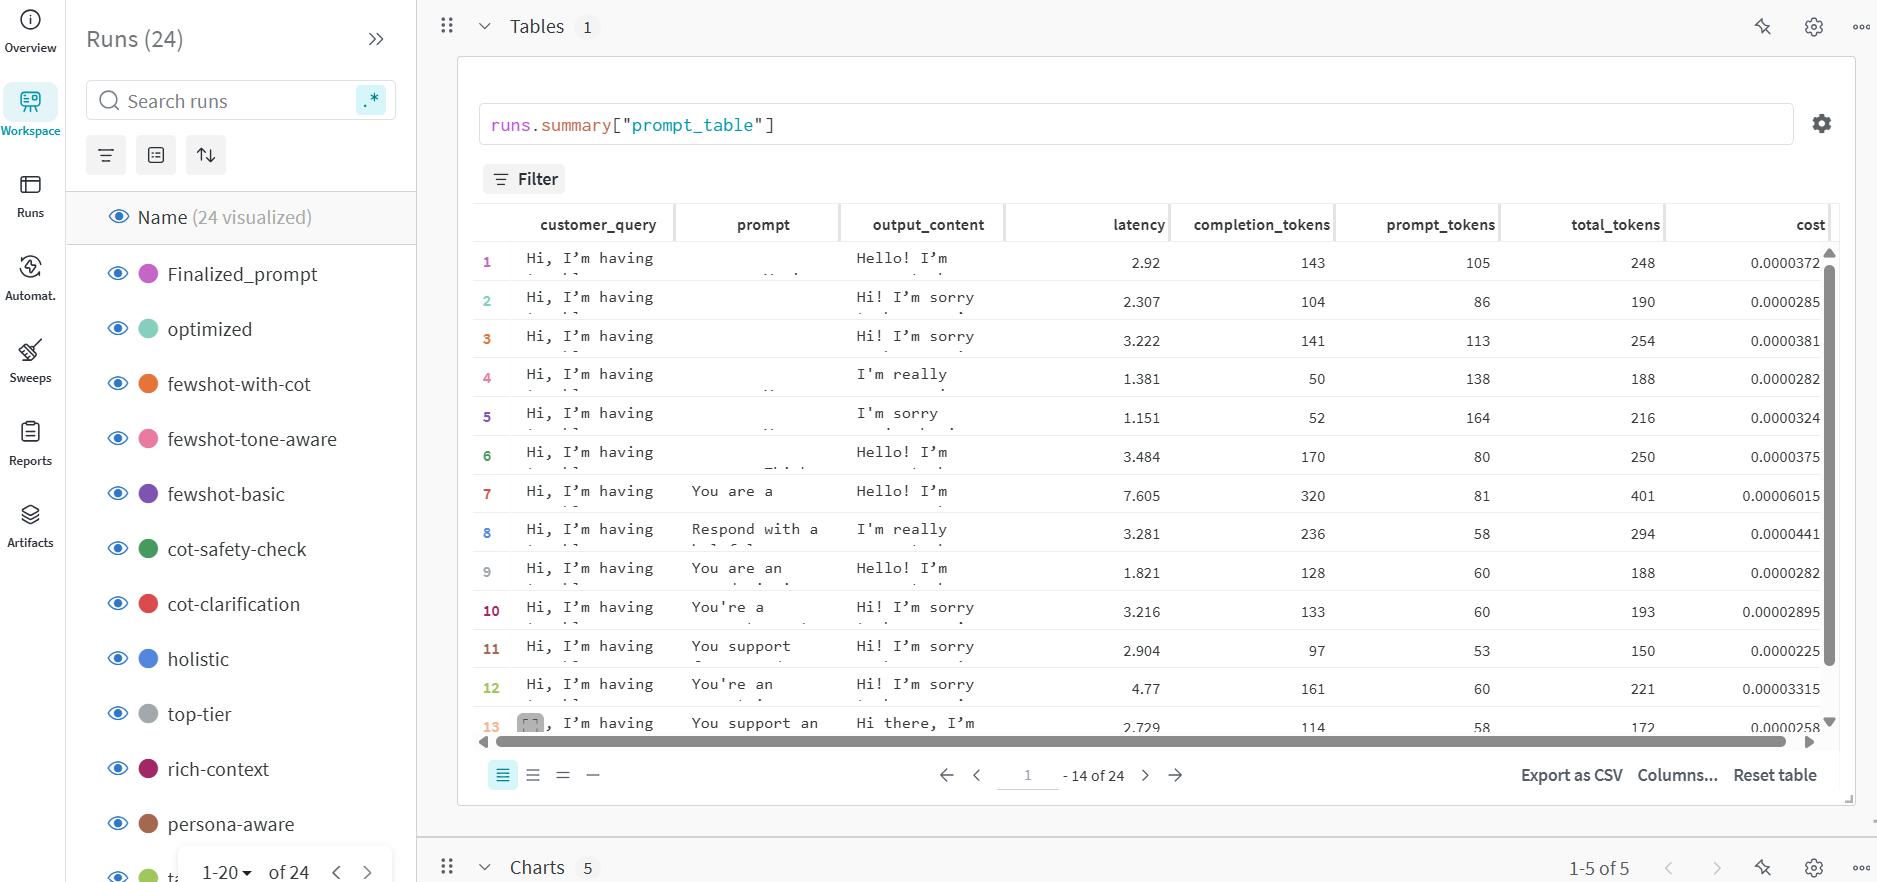 Overview
Workspace
Runs
Automat.
Sweeps
Reports
Artifacts
Runs (24)
Search runs
.*
Name (24 visualized)
Finalized_prompt
optimized
fewshot-with-cot
fewshot-tone-aware
fewshot-basic
cot-safety-check
cot-clarification
holistic
top-tier
rich-context
persona-aware
1-20 of 24
Tables 1
runs.summary["prompt_table"]
Filter
customer_query prompt output_content latency completion_tokens prompt_tokens total_tokens cost
1 Hi, I’m having Hello! I’m 2.92 143 105 248 0.0000372
2 Hi, I’m having Hi! I’m sorry 2.307 104 86 190 0.0000285
3 Hi, I’m having Hi! I’m sorry 3.222 141 113 254 0.0000381
4 Hi, I’m having I'm really 1.381 50 138 188 0.0000282
5 Hi, I’m having I'm sorry 1.151 52 164 216 0.0000324
6 Hi, I’m having Hello! I’m 3.484 170 80 250 0.0000375
7 Hi, I’m having You are a Hello! I’m 7.605 320 81 401 0.00006015
8 Hi, I’m having Respond with a I'm really 3.281 236 58 294 0.0000441
9 Hi, I’m having You are an Hello! I’m 1.821 128 60 188 0.0000282
10 Hi, I’m having You're a Hi! I’m sorry 3.216 133 60 193 0.00002895
11 Hi, I’m having You support Hi! I’m sorry 2.904 97 53 150 0.0000225
12 Hi, I’m having You're an Hi! I’m sorry 4.77 161 60 221 0.00003315
13 , I’m having You support an Hi there, I’m 2.729 114 58 172 0.0000258
1 - 14 of 24
Export as CSV Columns... Reset table
Charts 5
1-5 of 5